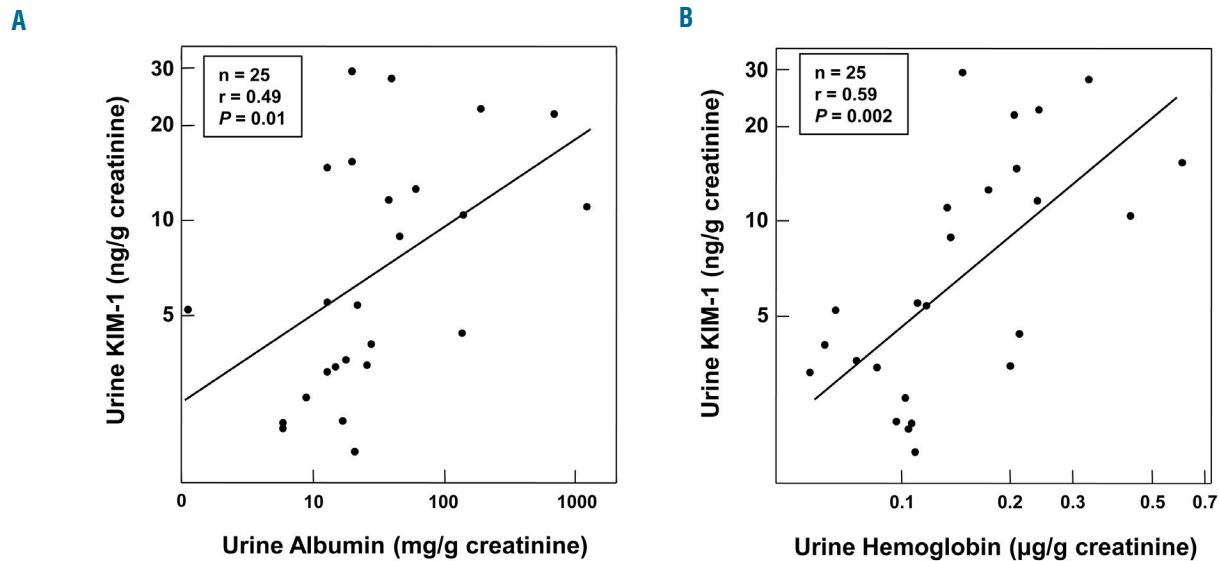 A
Urine KIM-1 (ng/g creatinine)
30
20
10
5
n = 25
r = 0.49
P = 0.01
0 10 100 1000
Urine Albumin (mg/g creatinine)
B
Urine KIM-1 (ng/g creatinine)
30
20
10
5
n = 25
r = 0.59
P = 0.002
0.1 0.2 0.3 0.5 0.7
Urine Hemoglobin (µg/g creatinine)